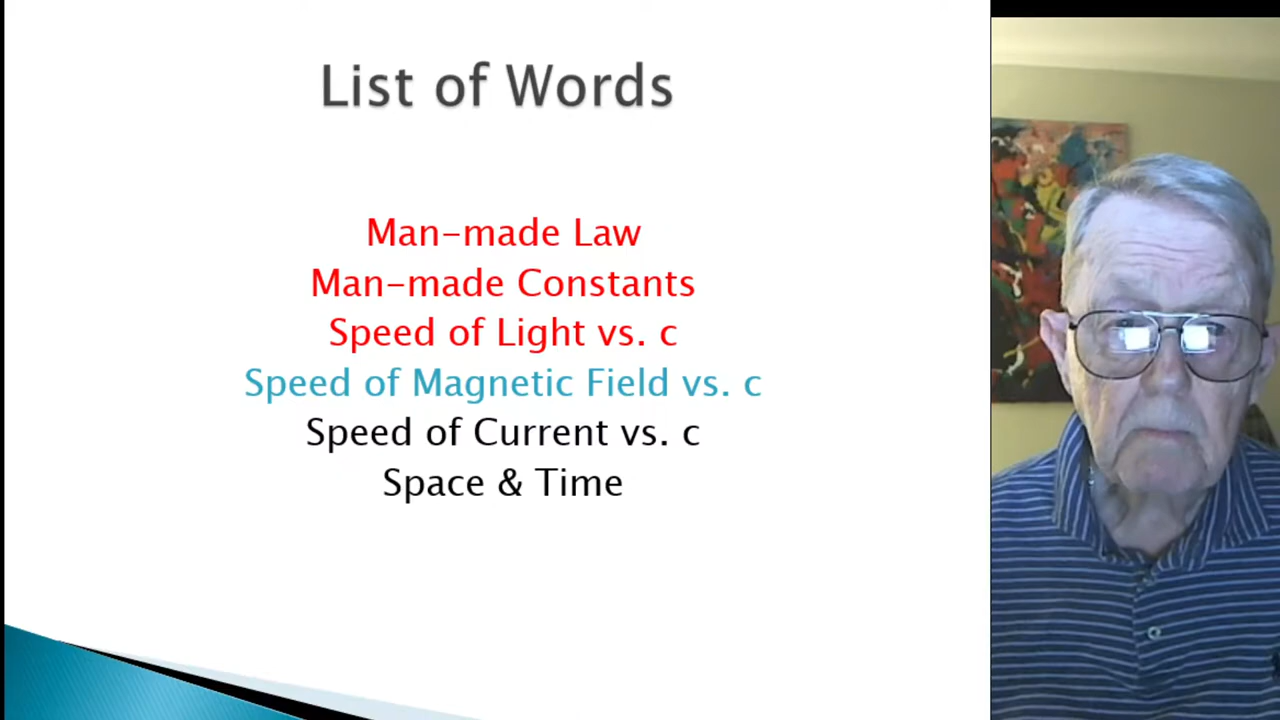 List of Words
Man-made Law
Man-made Constants
Speed of Light vs. c
Speed of Magnetic Field vs. c
Speed of Current vs. c
Space & Time